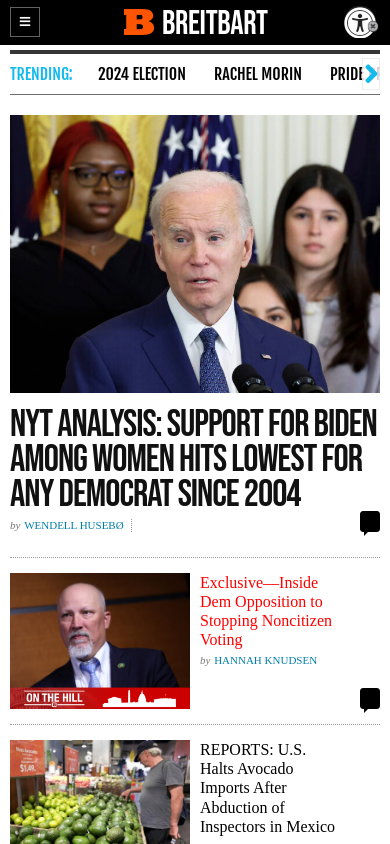 BREITBART
TRENDING: 2024 ELECTION RACHEL MORIN PRIDE
NYT ANALYSIS: SUPPORT FOR BIDEN
AMONG WOMEN HITS LOWEST FOR
ANY DEMOCRAT SINCE 2004
by WENDELL HUSEBØ
Exclusive—Inside
Dem Opposition to
Stopping Noncitizen
Voting
by HANNAH KNUDSEN
ON THE HILL
REPORTS: U.S.
Halts Avocado
Imports After
Abduction of
Inspectors in Mexico